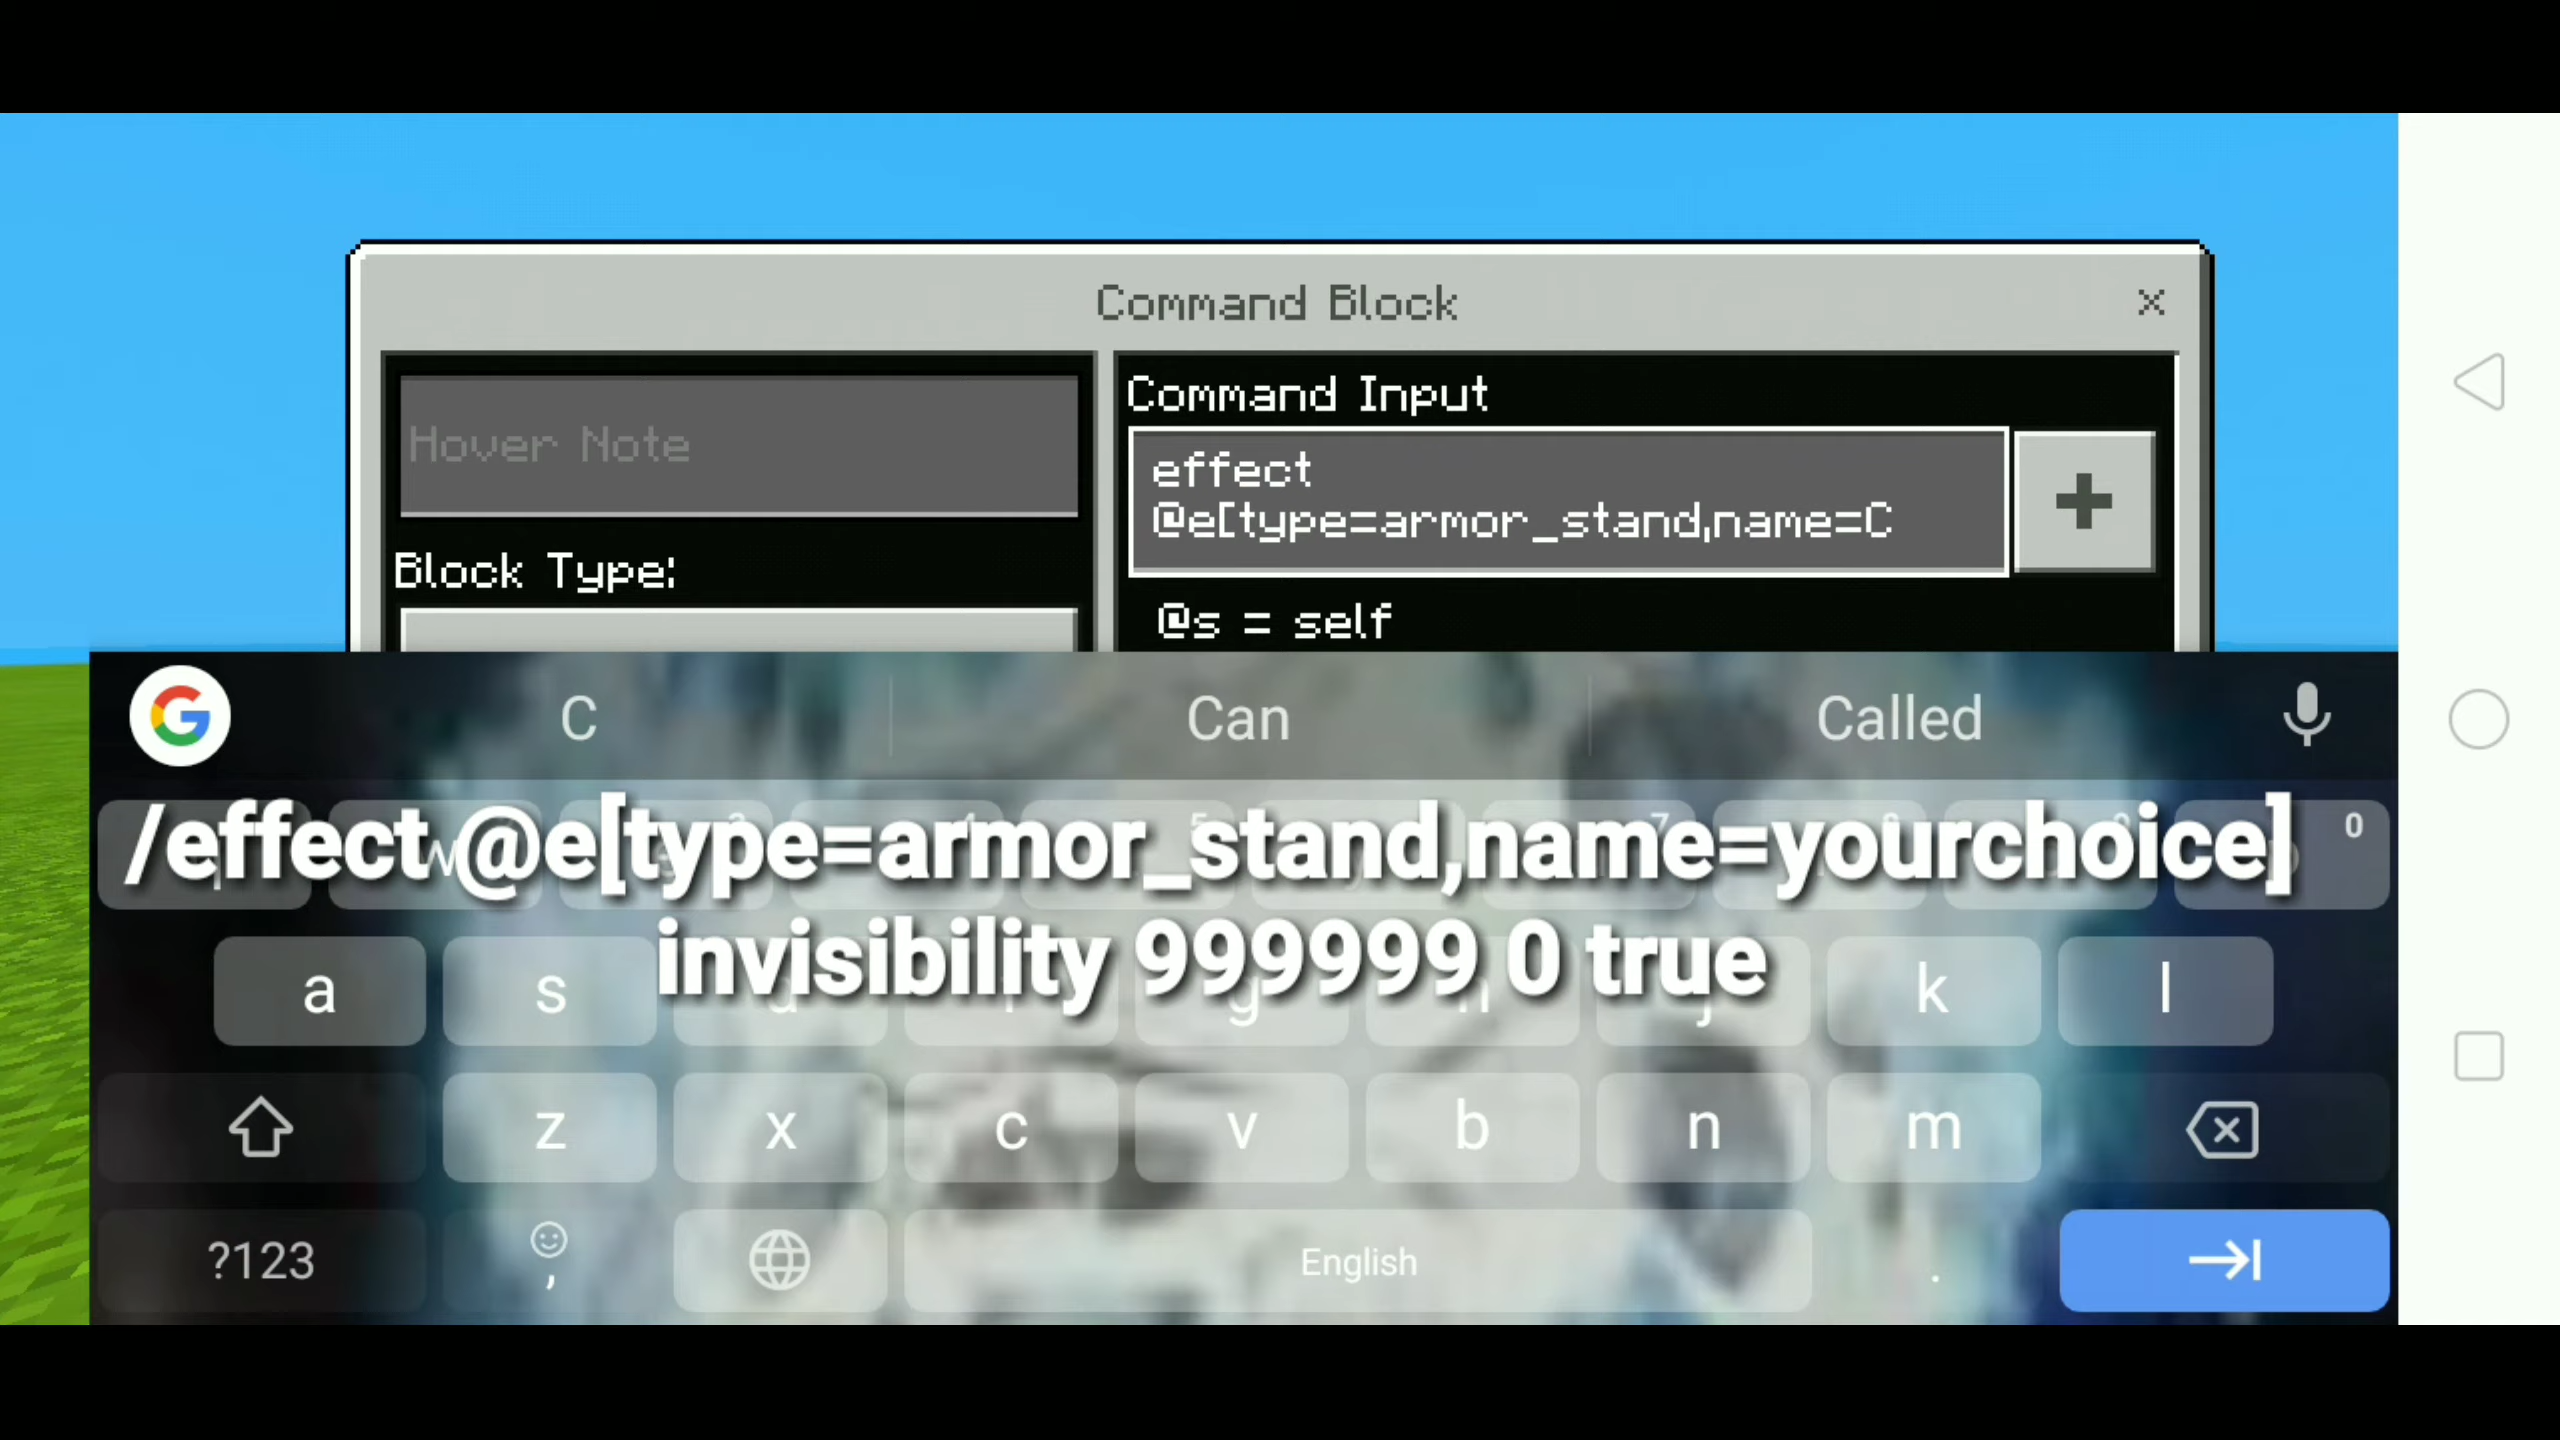 Command Block
Hover Note
Command Input
effect
@e[type=armor_stand,name=C
Block Type:
@s = self
C Can Called
/effect @e[type=armor_stand,name=yourchoice]
invisibility 999999 0 true
0
a s k l
z x c v b n m
?123 , English .